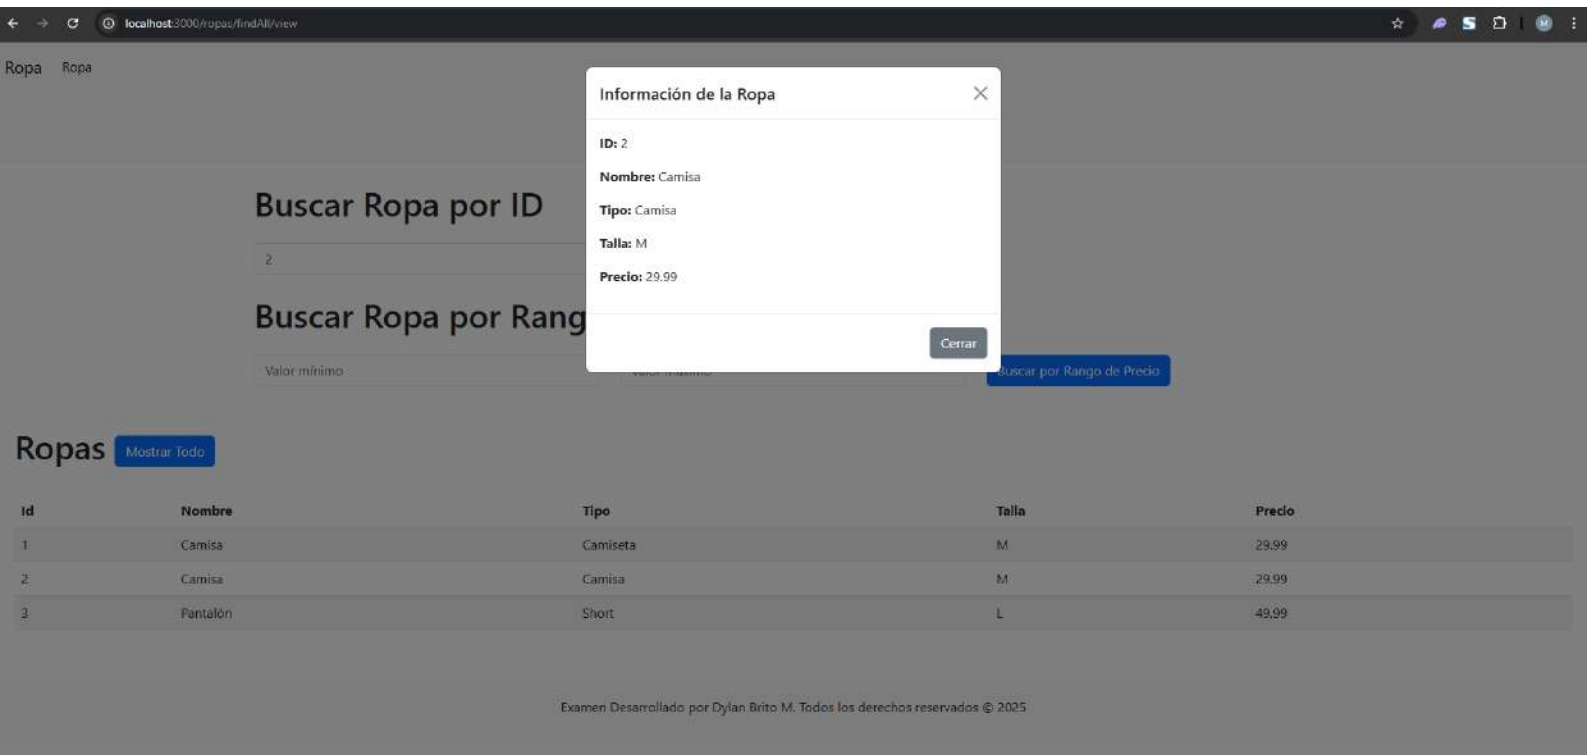 localhost:3000/ropas/findAll/view
M
Ropa Ropa
Información de la Ropa
ID: 2
Nombre: Camisa
Tipo: Camisa
Talla: M
Precio: 29.99
Cerrar
Buscar Ropa por ID
2
Buscar Ropa por Rang
Valor mínimo Valor máximo Buscar por Rango de Precio
Ropas Mostrar Todo
Id Nombre Tipo Talla Precio
1 Camisa Camiseta M 29.99
2 Camisa Camisa M 29.99
3 Pantalón Short L 49.99
Examen Desarrollado por Dylan Brito M. Todos los derechos reservados © 2025